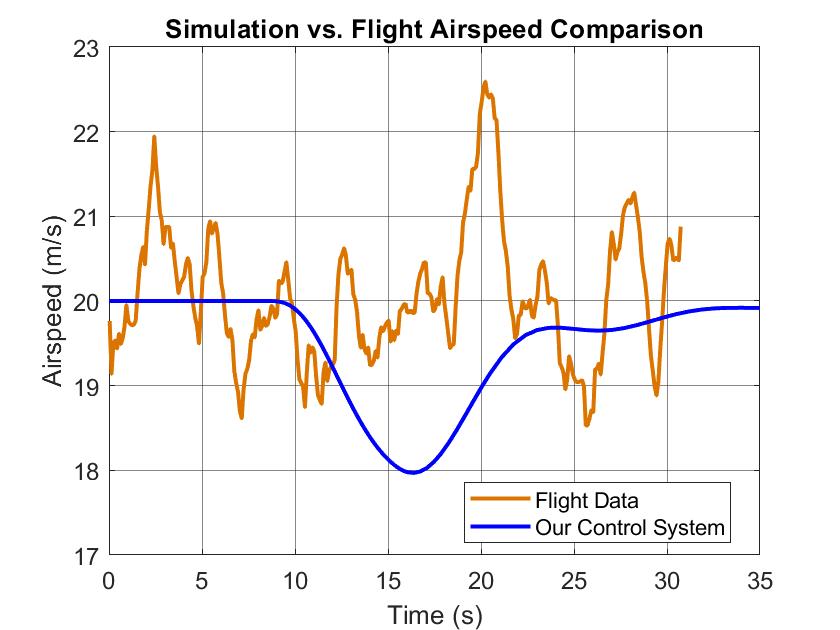 Simulation vs. Flight Airspeed Comparison
23
22
21
20
19
18
17
Airspeed (m/s)
Flight Data
Our Control System
0 5 10 15 20 25 30 35
Time (s)